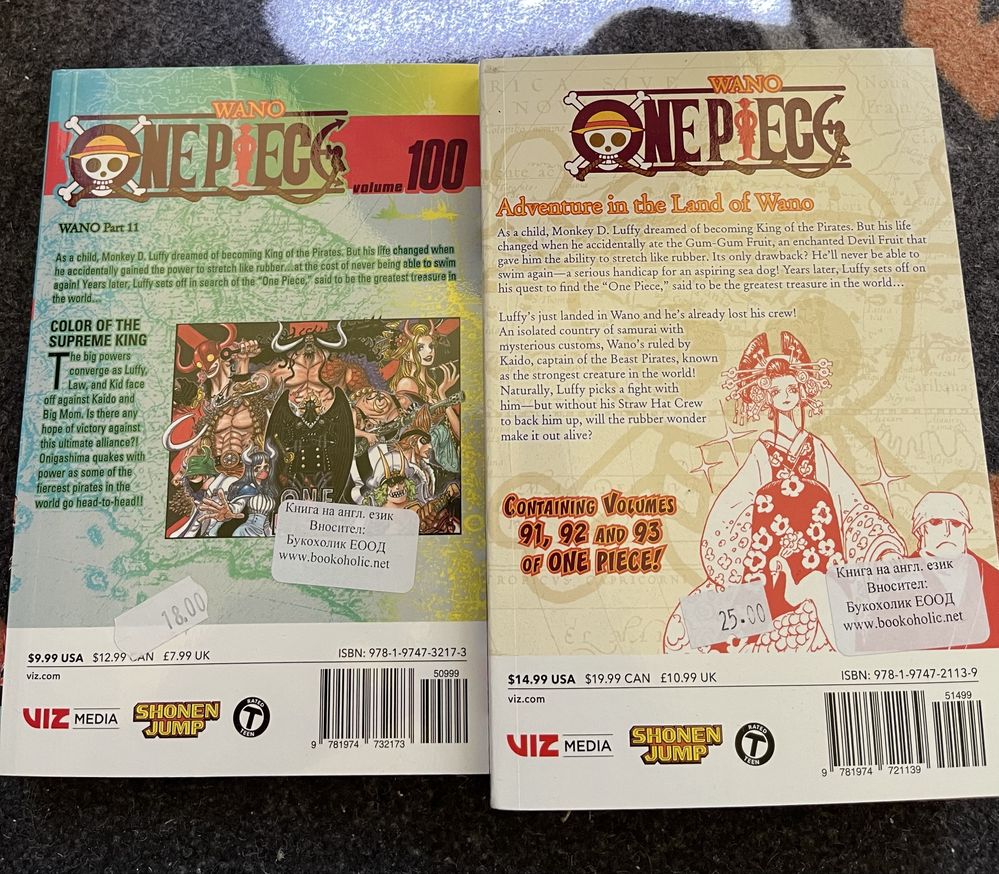 WANO
ONE PIECE
volume 100
WANO Part 11
As a child, Monkey D. Luffy dreamed of becoming King of the Pirates. But his life changed when
he accidentally gained the power to stretch like rubber...at the cost of never being able to swim
again! Years later, Luffy sets off in search of the “One Piece,” said to be the greatest treasure in
the world...
COLOR OF THE
SUPREME KING
The big powers
converge as Luffy,
Law, and Kid face
off against Kaido and
Big Mom. Is there any
hope of victory against
this ultimate alliance?!
Onigashima quakes with
power as some of the
fiercest pirates in the
world go head-to-head!!
ONE
Книга на англ. език
Вносител:
Букохолик ЕООД
www.bookoholic.net
18.00
$9.99 USA $12.99 CAN £7.99 UK
ISBN: 978-1-9747-3217-3
viz.com
50999
VIZ MEDIA
SHONEN
JUMP
RATED
T
TEEN
9 781974 732173
WANO
ONE PIECE
Adventure in the Land of Wano
As a child, Monkey D. Luffy dreamed of becoming King of the Pirates. But his life
changed when he accidentally ate the Gum-Gum Fruit, an enchanted Devil Fruit that
gave him the ability to stretch like rubber. Its only drawback? He’ll never be able to
swim again—a serious handicap for an aspiring sea dog! Years later, Luffy sets off on
his quest to find the “One Piece,” said to be the greatest treasure in the world...
Luffy’s just landed in Wano and he’s already lost his crew!
An isolated country of samurai with
mysterious customs, Wano’s ruled by
Kaido, captain of the Beast Pirates, known
as the strongest creature in the world!
Naturally, Luffy picks a fight with
him—but without his Straw Hat Crew
to back him up, will the rubber wonder
make it out alive?
CONTAINING VOLUMES
91, 92 AND 93
OF ONE PIECE!
TROPICVS CAPRICORNI
Книга на англ. език
Вносител:
Букохолик ЕООД
www.bookoholic.net
25.00
$14.99 USA $19.99 CAN £10.99 UK
ISBN: 978-1-9747-2113-9
viz.com
51499
VIZ MEDIA
SHONEN
JUMP
RATED
T
TEEN
9 781974 721139